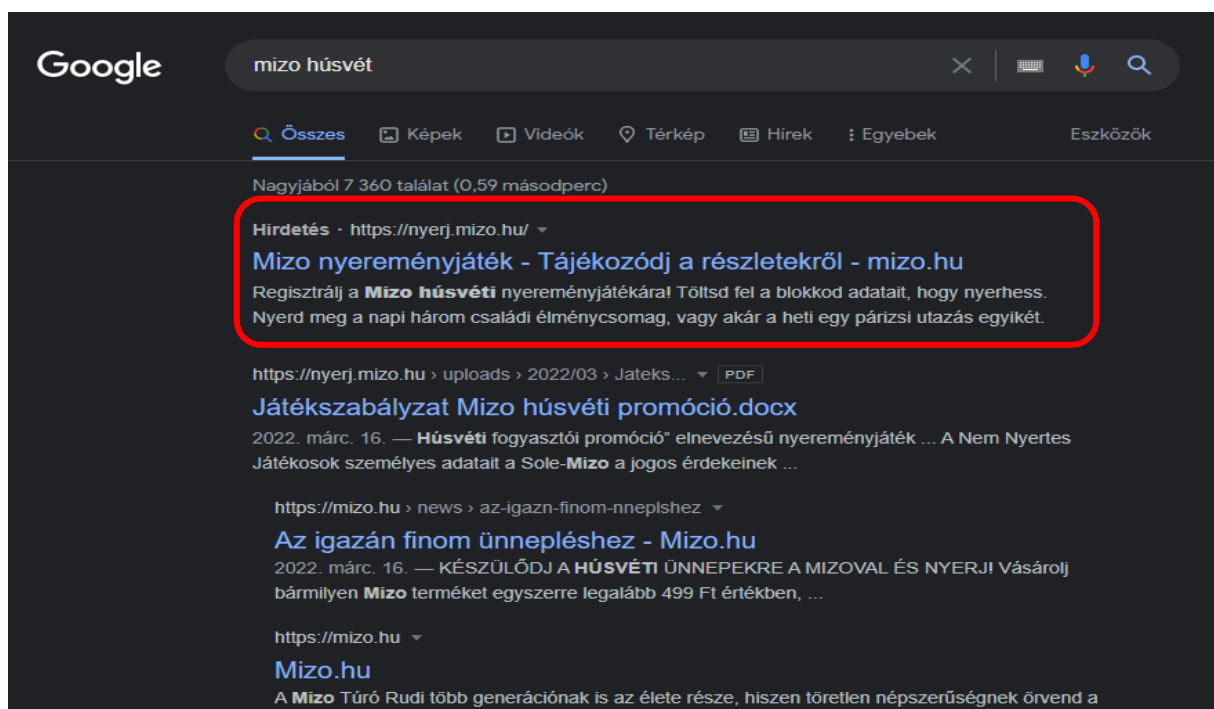 Google
mizo húsvét
Összes Képek Videók Térkép Hírek Egyebek Eszközök
Nagyjából 7 360 találat (0,59 másodperc)
Hirdetés · https://nyerj.mizo.hu/
Mizo nyereményjáték - Tájékozódj a részletekről - mizo.hu
Regisztrálj a Mizo húsvéti nyereményjátékára! Töltsd fel a blokkod adatait, hogy nyerhess.
Nyerd meg a napi három családi élménycsomag, vagy akár a heti egy párizsi utazás egyikét.
https://nyerj.mizo.hu › uploads › 2022/03 › Jateks... PDF
Játékszabályzat Mizo húsvéti promóció.docx
2022. márc. 16. — Húsvéti fogyasztói promóció" elnevezésű nyereményjáték ... A Nem Nyertes
Játékosok személyes adatait a Sole-Mizo a jogos érdekeinek ...
https://mizo.hu › news › az-igazn-finom-nneplshez
Az igazán finom ünnepléshez - Mizo.hu
2022. márc. 16. — KÉSZÜLŐDJ A HÚSVÉTI ÜNNEPEKRE A MIZOVAL ÉS NYERJ! Vásárolj
bármilyen Mizo terméket egyszerre legalább 499 Ft értékben, ...
https://mizo.hu
Mizo.hu
A Mizo Túró Rudi több generációnak is az élete része, hiszen töretlen népszerűségnek örvend a